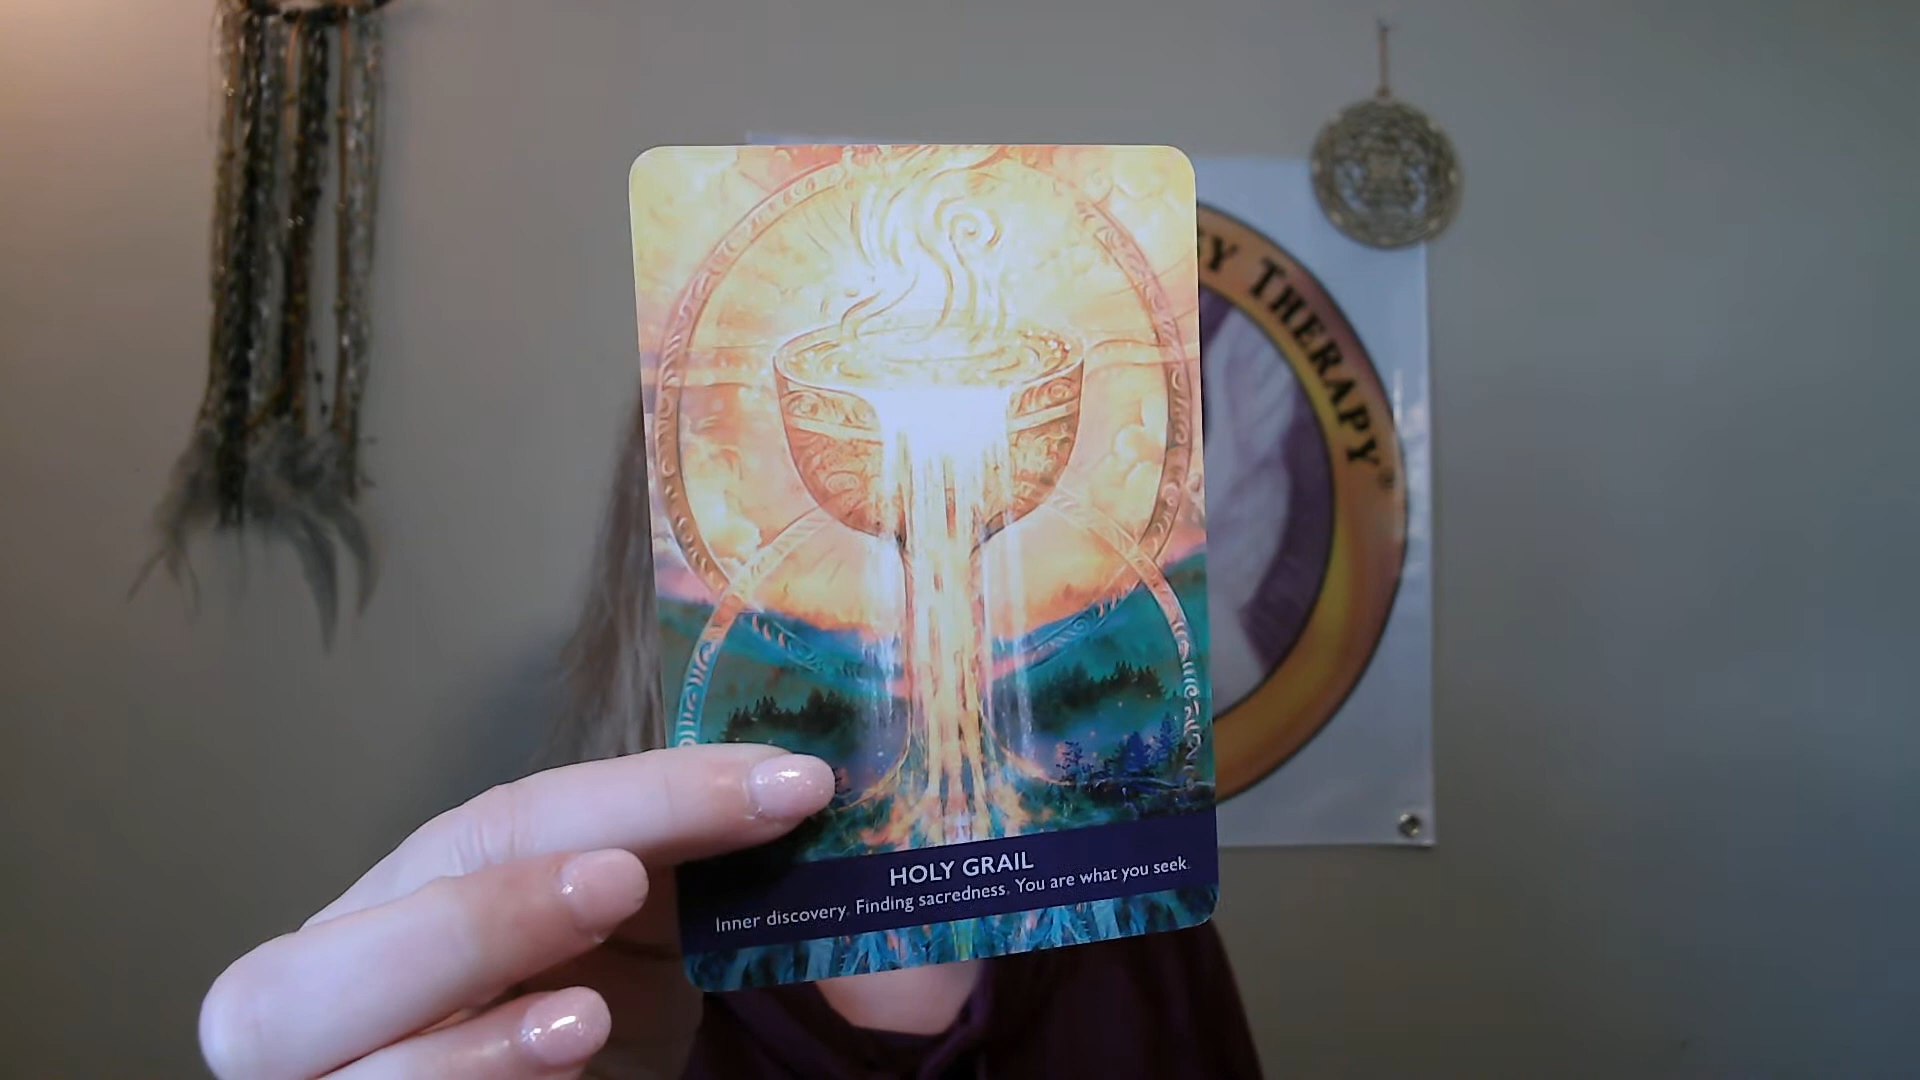 THERAPY®
HOLY GRAIL
Inner discovery. Finding sacredness. You are what you seek.